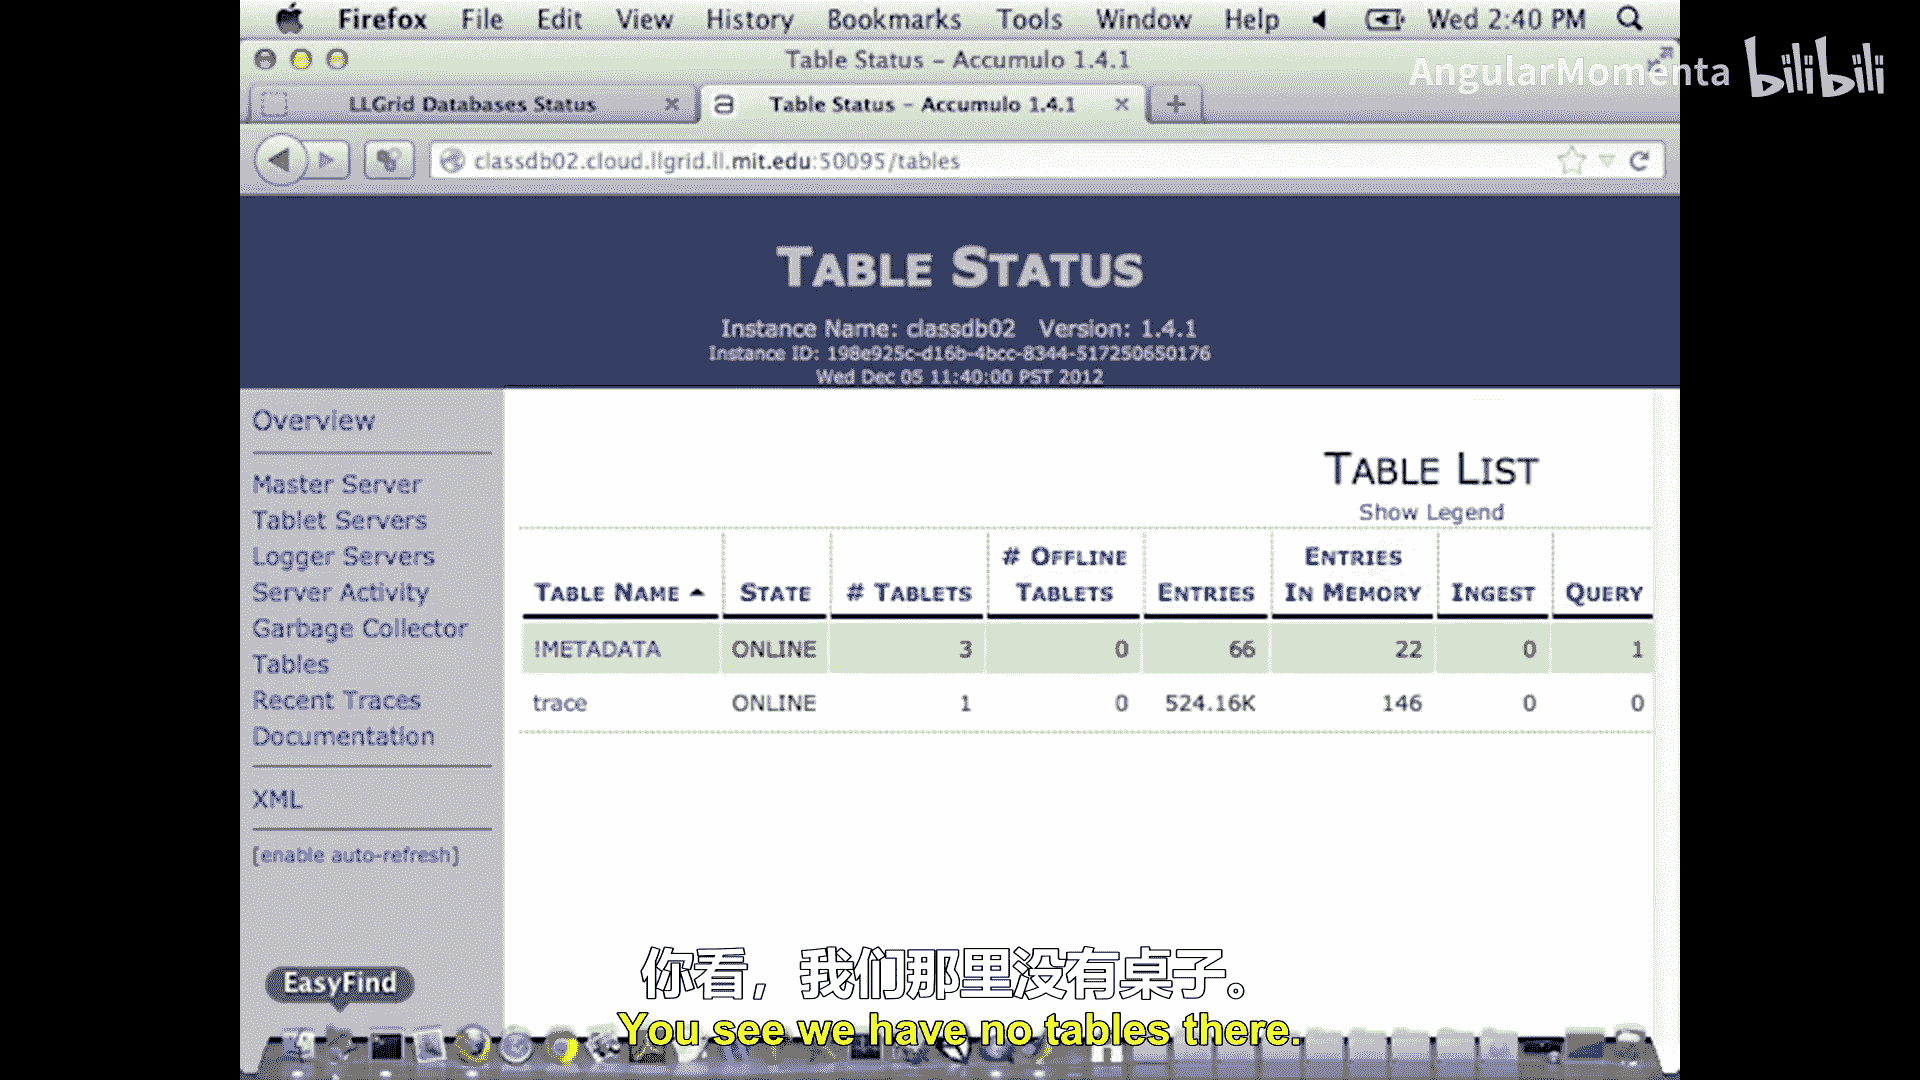 Firefox File Edit View History Bookmarks Tools Window Help Wed 2:40 PM
Table Status – Accumulo 1.4.1
AngularMomenta bilibili
LLGrid Databases Status
Table Status – Accumulo 1.4.1
classdb02.cloud.llgrid.ll.mit.edu:50095/tables
TABLE STATUS
Instance Name: classdb02 Version: 1.4.1
Instance ID: 198e925c-d16b-4bcc-8344-517250650176
Wed Dec 05 11:40:00 PST 2012
Overview
Master Server
Tablet Servers
Logger Servers
Server Activity
Garbage Collector
Tables
Recent Traces
Documentation
XML
[enable auto-refresh]
TABLE LIST
Show Legend
TABLE NAME STATE # TABLETS # OFFLINE TABLETS ENTRIES ENTRIES IN MEMORY INGEST QUERY
!METADATA ONLINE 3 0 66 22 0 1
trace ONLINE 1 0 524.16K 146 0 0
EasyFind
你看，我们那里没有桌子。
You see we have no tables there.